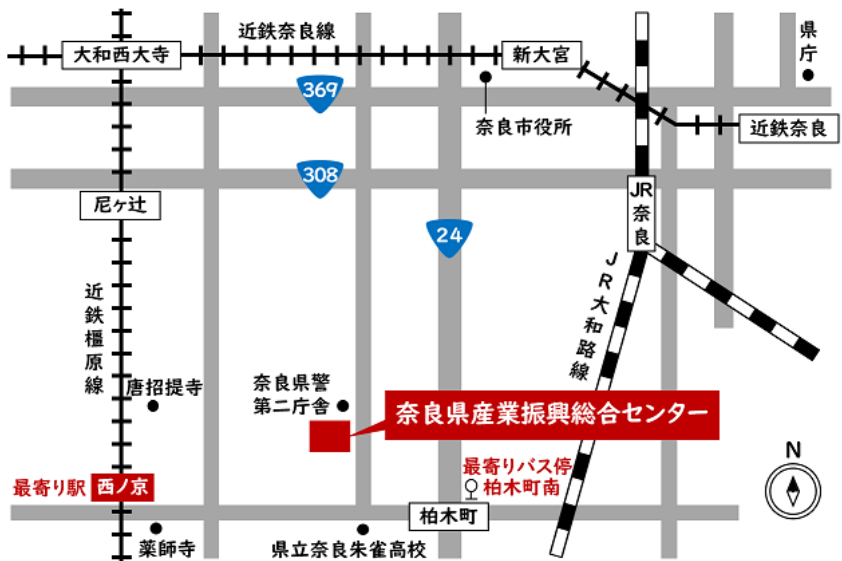 近鉄奈良線
県庁
大和西大寺
新大宮
369
奈良市役所
近鉄奈良
308
尼ヶ辻
JR奈良
24
JR大和路線
近鉄橿原線
唐招提寺
奈良県警
第二庁舎
奈良県産業振興総合センター
最寄り駅
西ノ京
最寄りバス停
柏木町南
N
柏木町
薬師寺
県立奈良朱雀高校